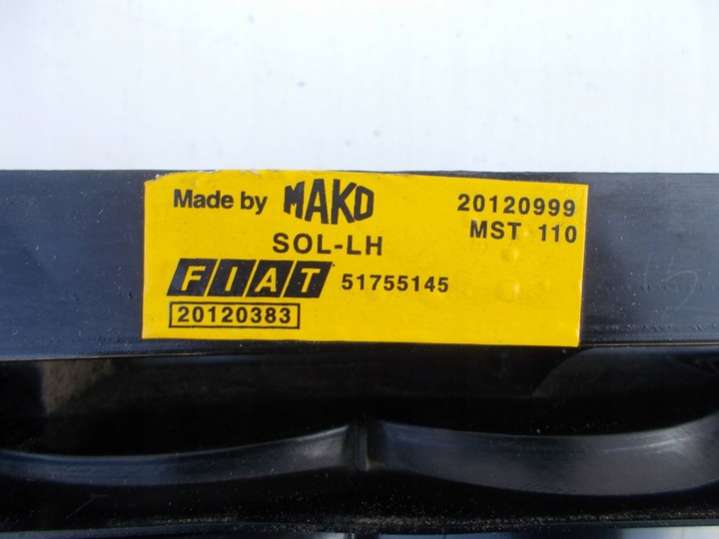 Made by MAKO 20120999
SOL-LH MST 110
FIAT 51755145
20120383